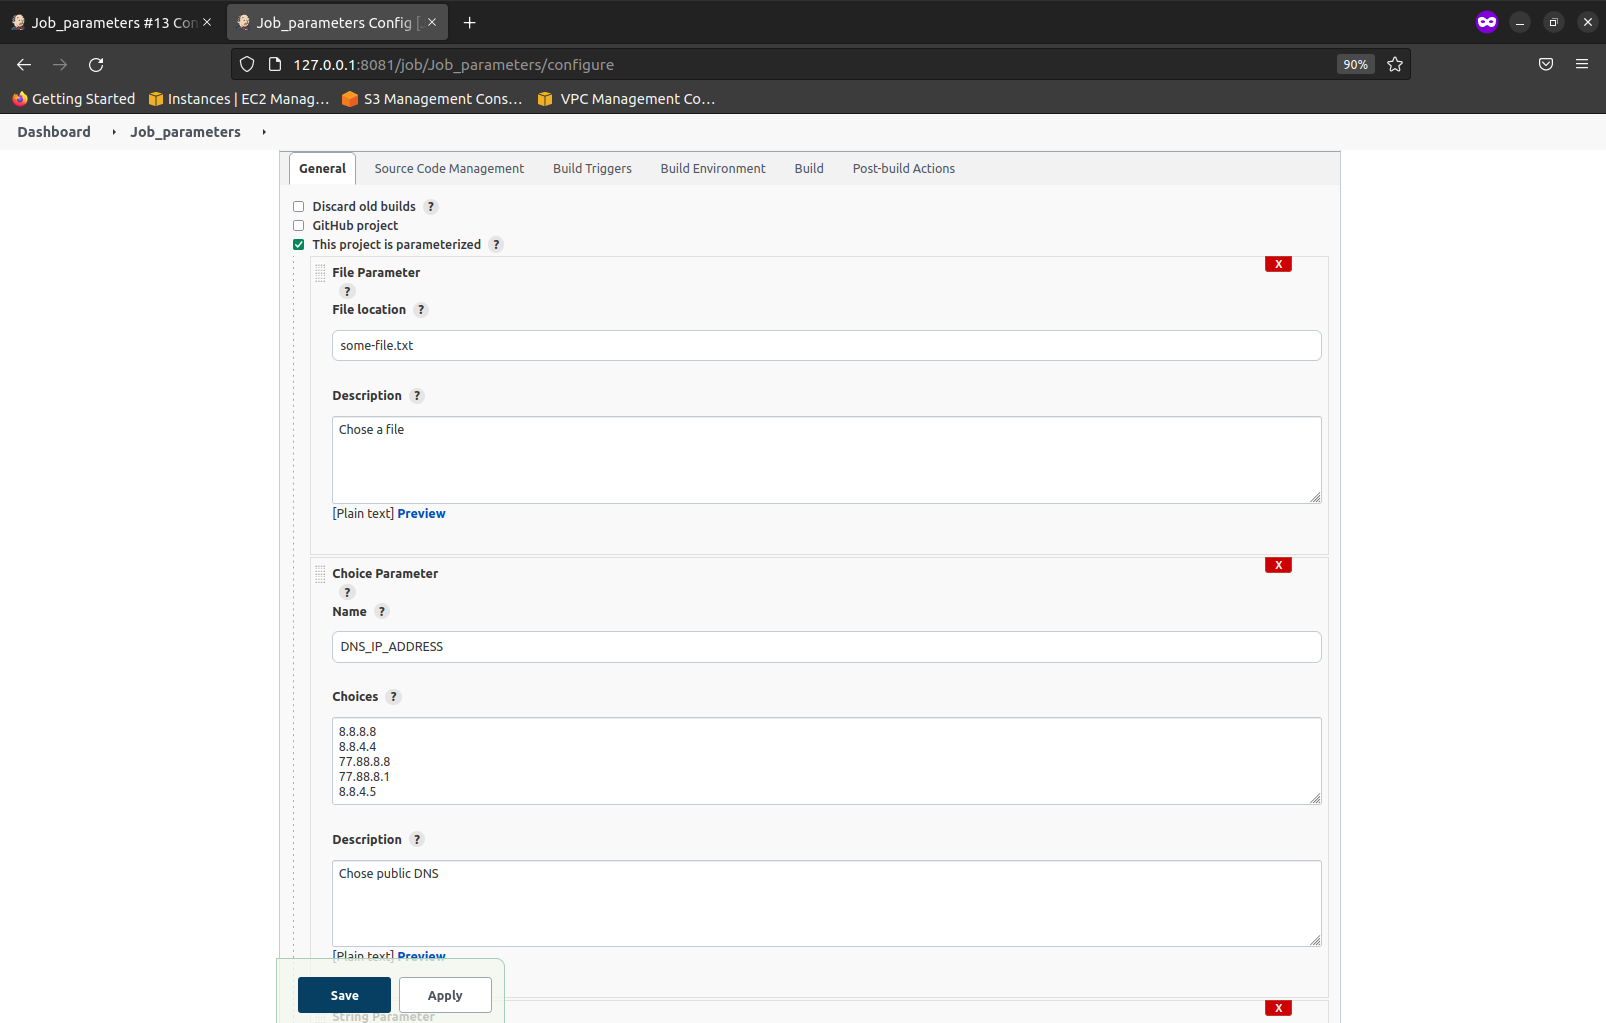 Job_parameters #13 Con
Job_parameters Config [
127.0.0.1:8081/job/Job_parameters/configure
90%
Getting Started
Instances | EC2 Manag…
S3 Management Cons…
VPC Management Co…
Dashboard
Job_parameters
General
Source Code Management
Build Triggers
Build Environment
Build
Post-build Actions
Discard old builds ?
GitHub project
This project is parameterized ?
X
File Parameter
?
File location ?
some-file.txt
Description ?
Chose a file
[Plain text] Preview
X
Choice Parameter
?
Name ?
DNS_IP_ADDRESS
Choices ?
8.8.8.8
8.8.4.4
77.88.8.8
77.88.8.1
8.8.4.5
Description ?
Chose public DNS
[Plain text] Preview
Save
Apply
X
String Parameter